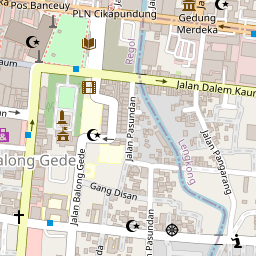 Pos Banceuy
PLN Cikapundung
Gedung
Merdeka
Regol
aum
Jalan Dalem Kaum
Jalan Pasundan
Lengkong
Jalan Pangarang
Balong Gede
Jalan Balong Gede
Gang Disan
Jalan Pasundan